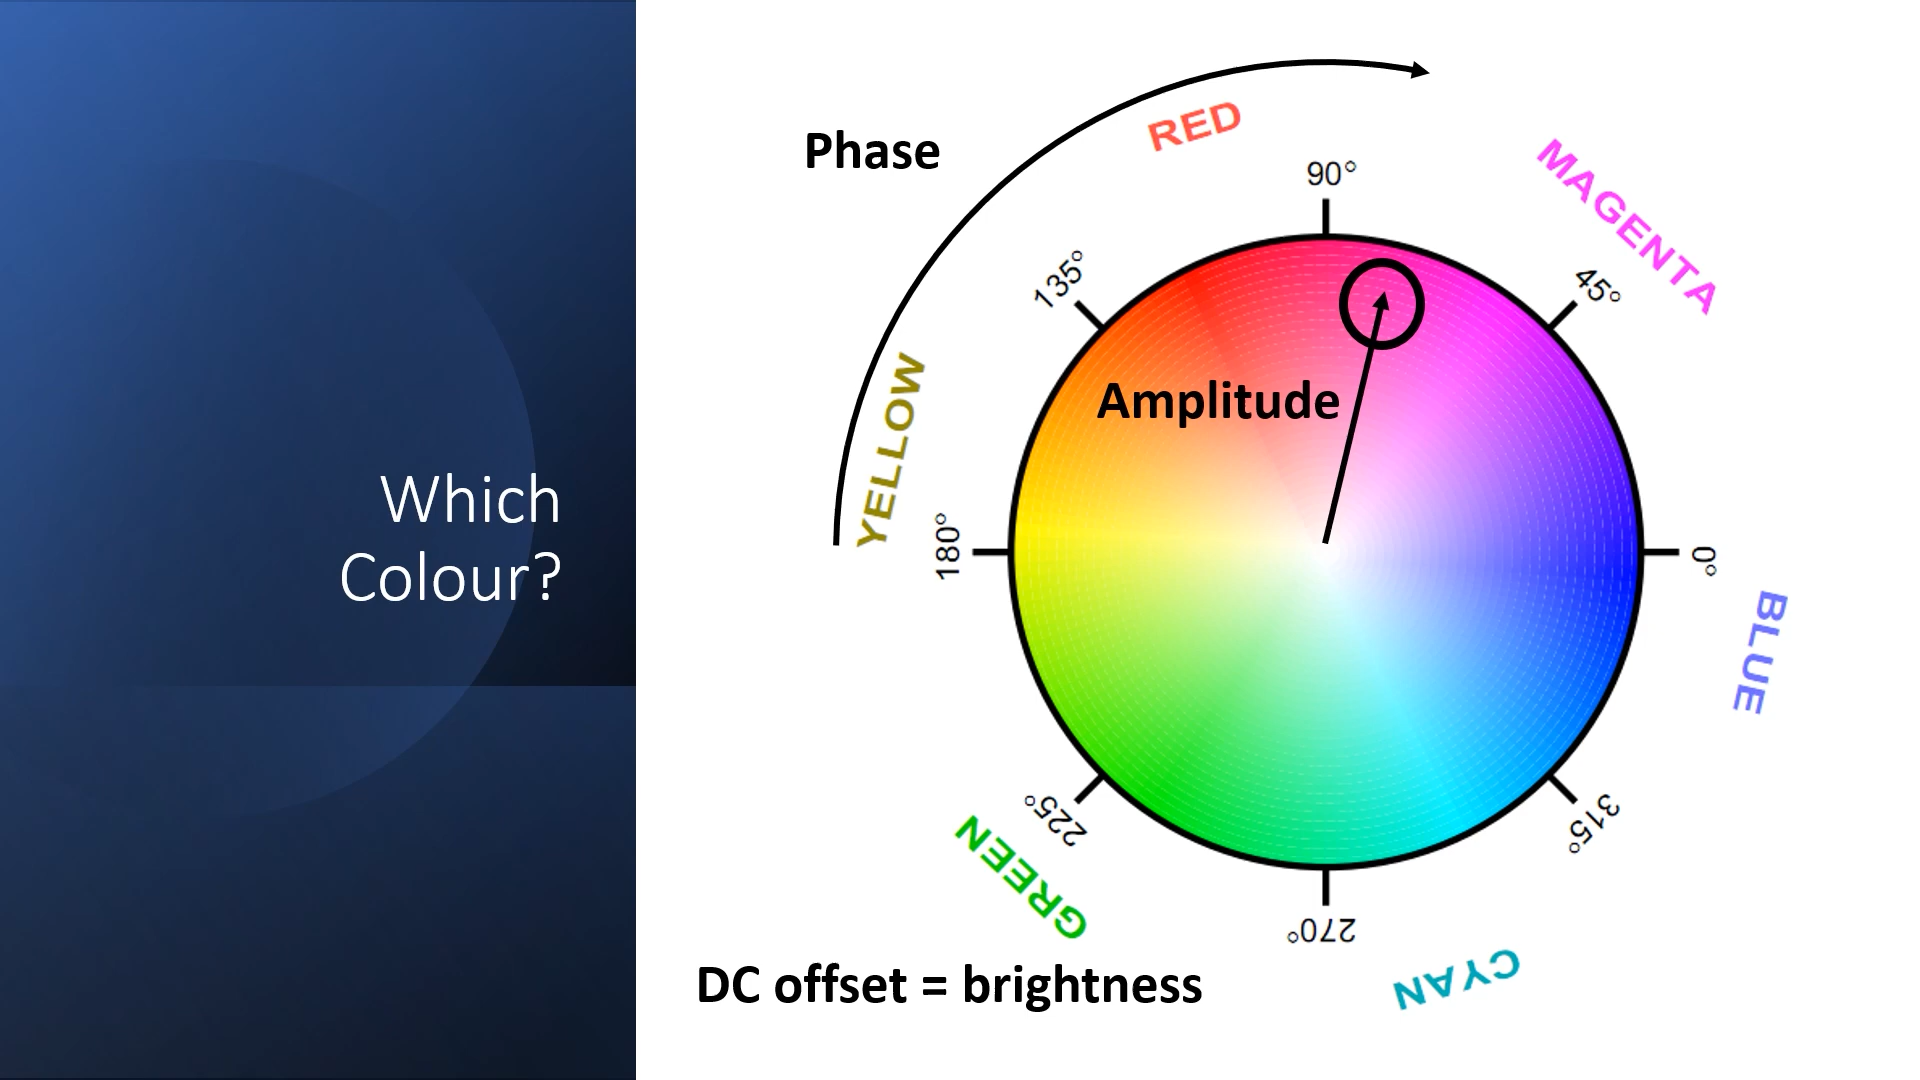 Which
Colour?
Phase
RED
MAGENTA
90°
135°
45°
YELLOW
Amplitude
180°
0°
BLUE
225°
315°
GREEN
270°
CYAN
DC offset = brightness